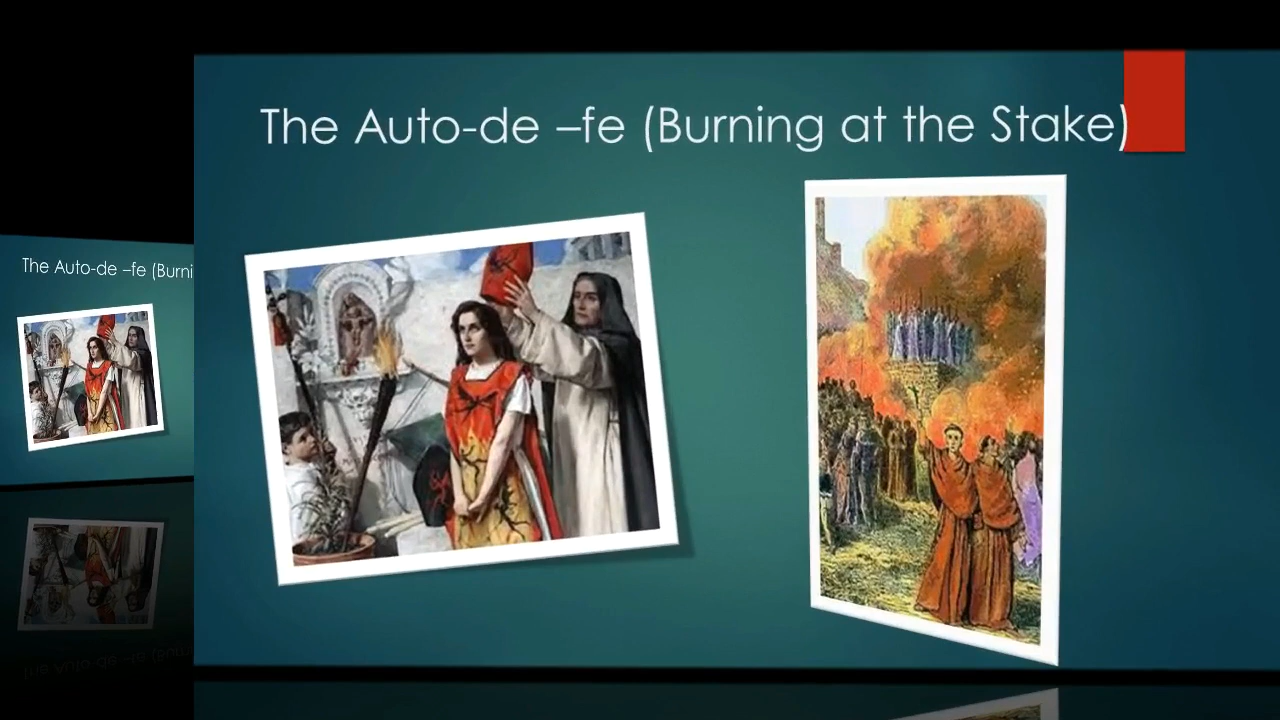 The Auto-de –fe (Burning at the Stake)
The Auto-de –fe (Burni